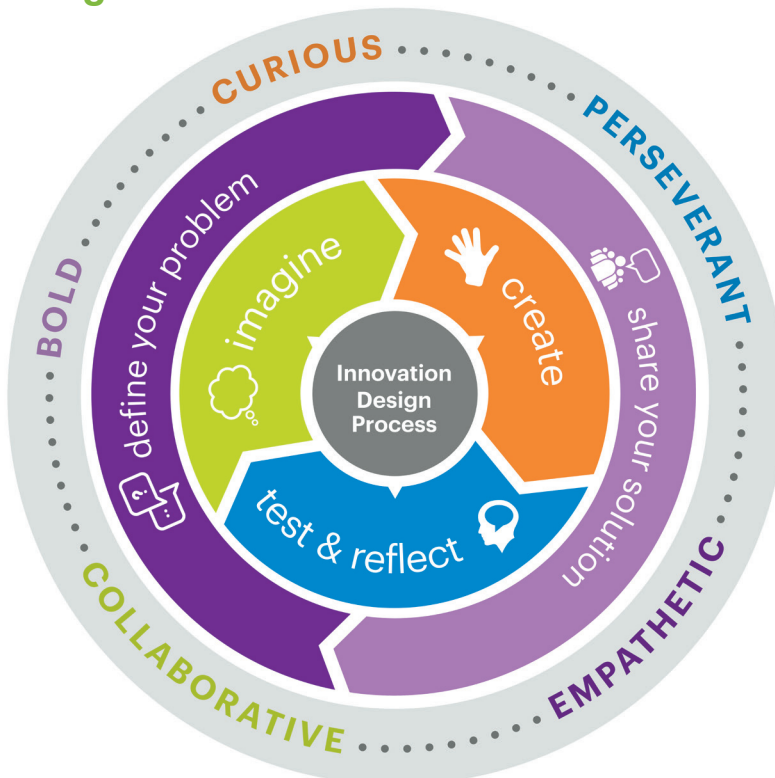 CURIOUS
PERSEVERANT
EMPATHETIC
COLLABORATIVE
BOLD
define your problem
share your solution
imagine
create
test & reflect
Innovation
Design
Process